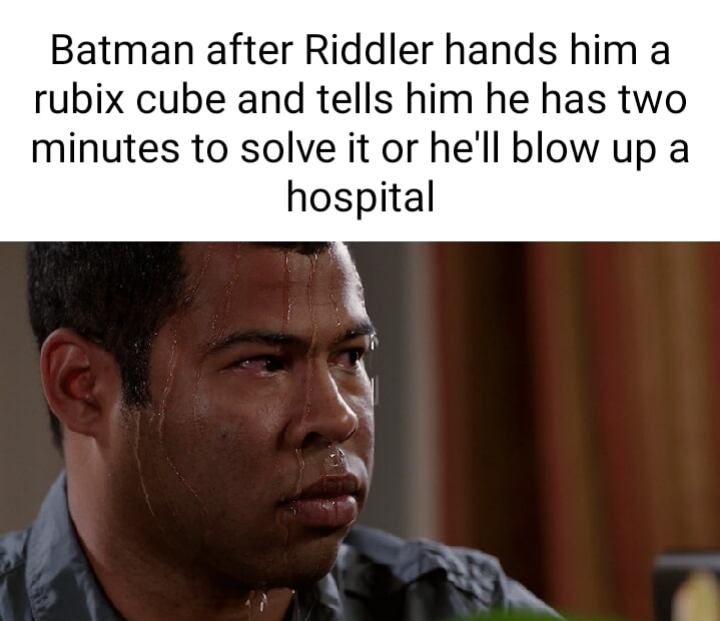 Batman after Riddler hands him a
rubix cube and tells him he has two
minutes to solve it or he'll blow up a
hospital